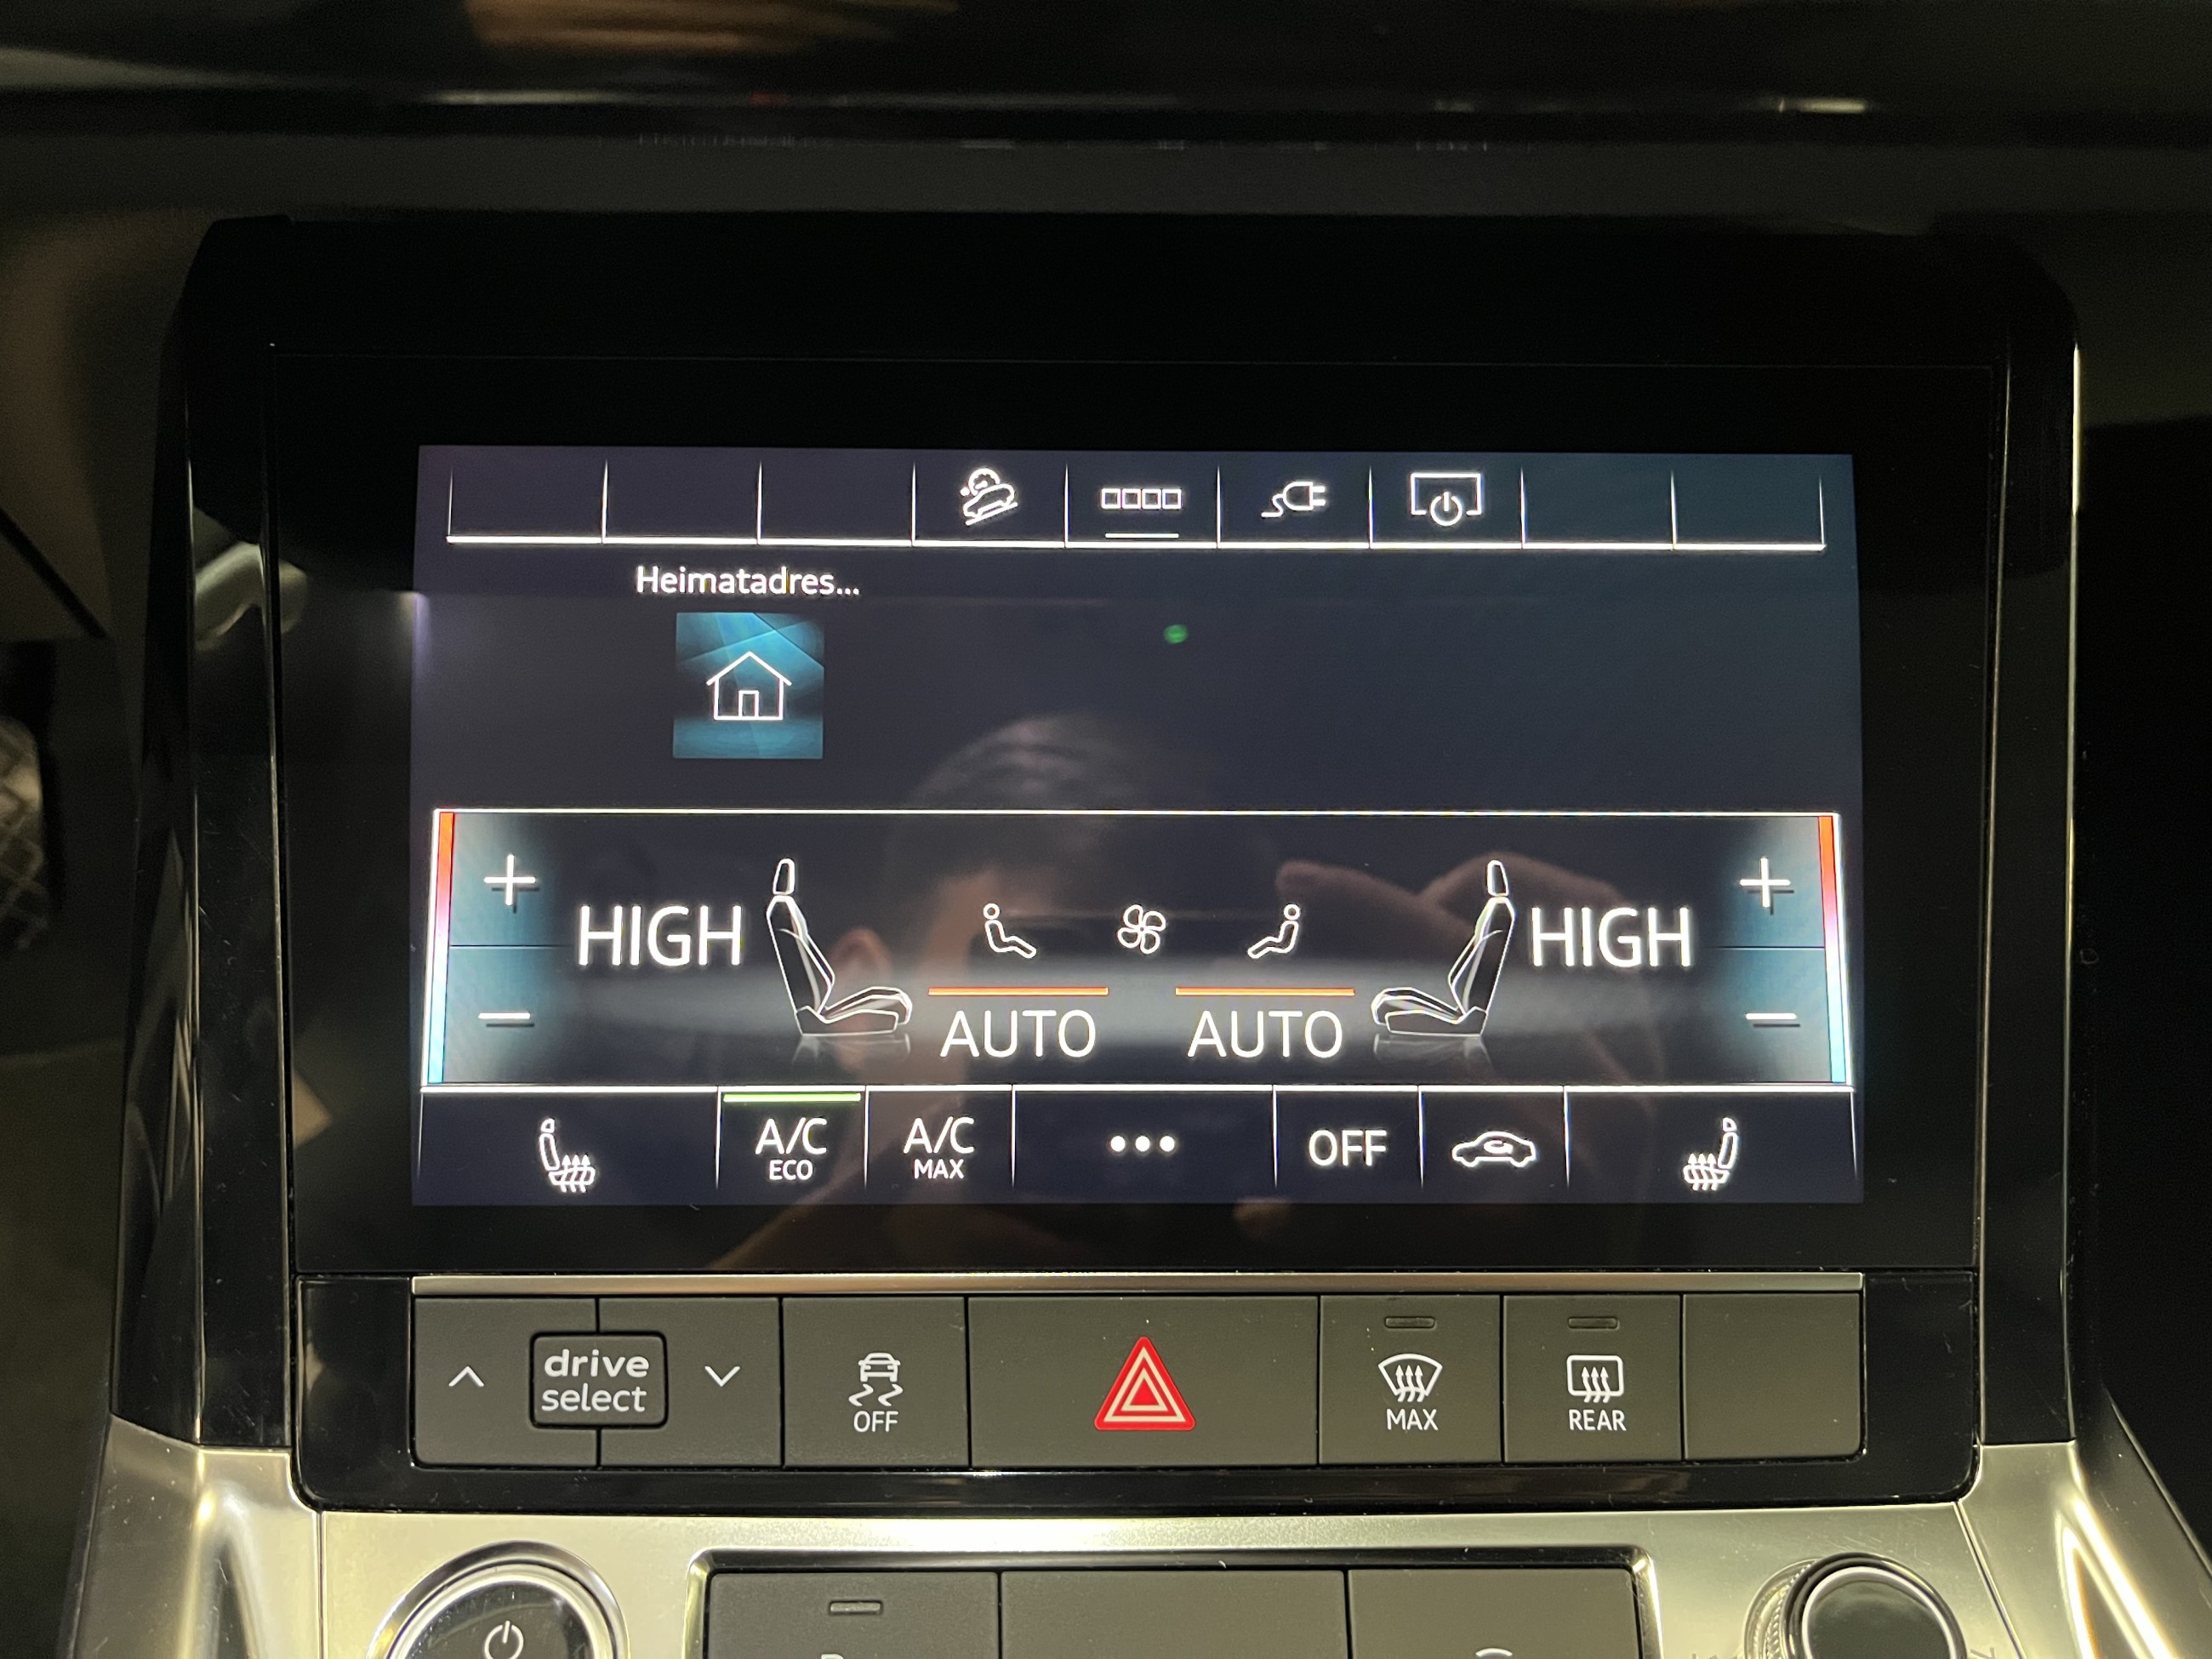 Heimatadres...
HIGH
HIGH
AUTO AUTO
A/C
ECO
A/C
MAX
OFF
drive
select
OFF
MAX
REAR